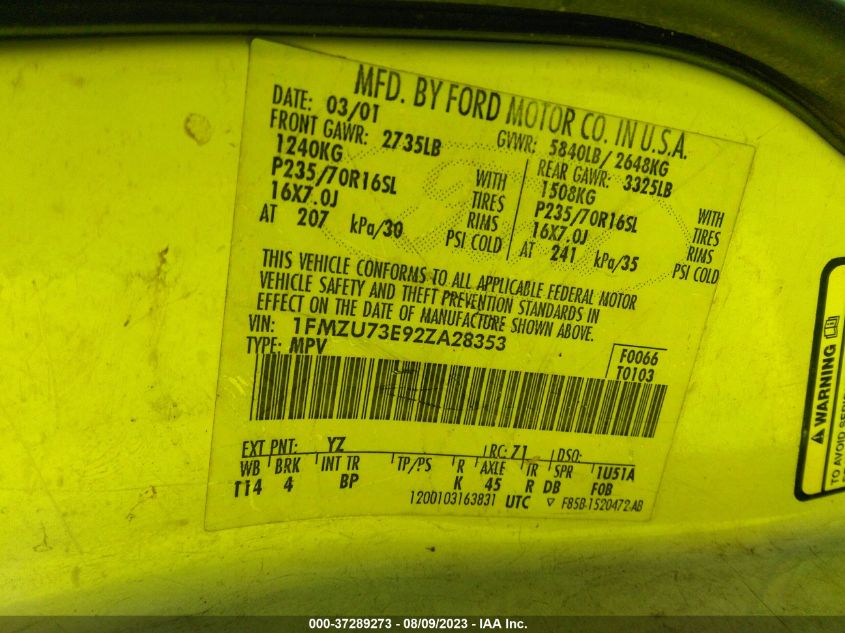 MFD. BY FORD MOTOR CO. IN U.S.A.
DATE: 03/01 GVWR: 5840LB/ 2648KG
FRONT GAWR: 2735LB REAR GAWR: 3325LB
1240KG 1508KG
P235/70R16SL WITH TIRES P235/70R16SL WITH TIRES
16X7.0J RIMS 16X7.0J RIMS
AT 207 kPa/30 PSI COLD AT 241 kPa/35 PSI COLD
THIS VEHICLE CONFORMS TO ALL APPLICABLE FEDERAL MOTOR
VEHICLE SAFETY AND THEFT PREVENTION STANDARDS IN
EFFECT ON THE DATE OF MANUFACTURE SHOWN ABOVE.
VIN: 1FMZU73E92ZA28353
TYPE: MPV
F0066
T0103
EXT PNT: YZ RC: 71 DSO:
WB BRK INT TR TP/PS R AXLE TR SPR 1U51A
114 4 BP K 45 R DB FOB
1200103163831 UTC ▽ F85B-1520472-AB
WARNING
TO AVOID SERI
000-37289273 - 08/09/2023 - IAA Inc.